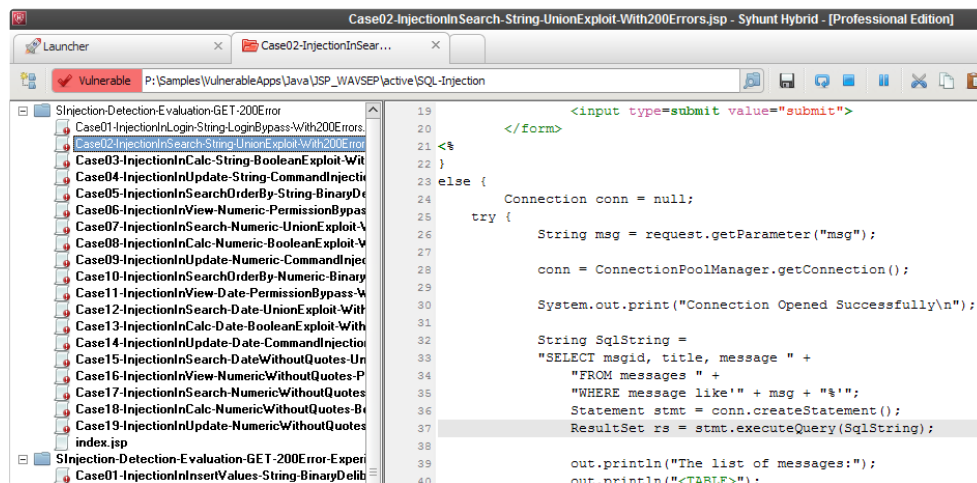 Case02-InjectionInSearch-String-UnionExploit-With200Errors.jsp - Syhunt Hybrid - [Professional Edition]
Launcher
Case02-InjectionInSear...
Vulnerable P:\Samples\VulnerableApps\Java\JSP_WAVSEP\active\SQL-Injection
SInjection-Detection-Evaluation-GET-200Error
Case01-InjectionInLogin-String-LoginBypass-With200Errors.
Case02-InjectionInSearch-String-UnionExploit-With200Error
Case03-InjectionInCalc-String-BooleanExploit-Wit
Case04-InjectionInUpdate-String-CommandInjecti
Case05-InjectionInSearchOrderBy-String-BinaryDe
Case06-InjectionInView-Numeric-PermissionBypas
Case07-InjectionInSearch-Numeric-UnionExploit-W
Case08-InjectionInCalc-Numeric-BooleanExploit-W
Case09-InjectionInUpdate-Numeric-CommandInjec
Case10-InjectionInSearchOrderBy-Numeric-Binary
Case11-InjectionInView-Date-PermissionBypass-W
Case12-InjectionInSearch-Date-UnionExploit-With
Case13-InjectionInCalc-Date-BooleanExploit-With
Case14-InjectionInUpdate-Date-CommandInjection
Case15-InjectionInSearch-DateWithoutQuotes-Un
Case16-InjectionInView-NumericWithoutQuotes-P
Case17-InjectionInSearch-NumericWithoutQuotes
Case18-InjectionInCalc-NumericWithoutQuotes-Bo
Case19-InjectionInUpdate-NumericWithoutQuotes
index.jsp
SInjection-Detection-Evaluation-GET-200Error-Experi
Case01-InjectionInInsertValues-String-BinaryDelib
19 <input type=submit value="submit">
20 </form>
21 <%
22 }
23 else {
24 Connection conn = null;
25 try {
26 String msg = request.getParameter("msg");
27
28 conn = ConnectionPoolManager.getConnection();
29
30 System.out.print("Connection Opened Successfully\n");
31
32 String SqlString =
33 "SELECT msgid, title, message " +
34 "FROM messages " +
35 "WHERE message like'" + msg + "%'";
36 Statement stmt = conn.createStatement();
37 ResultSet rs = stmt.executeQuery(SqlString);
38
39 out.println("The list of messages:");
40 out.println("<TABLE>");